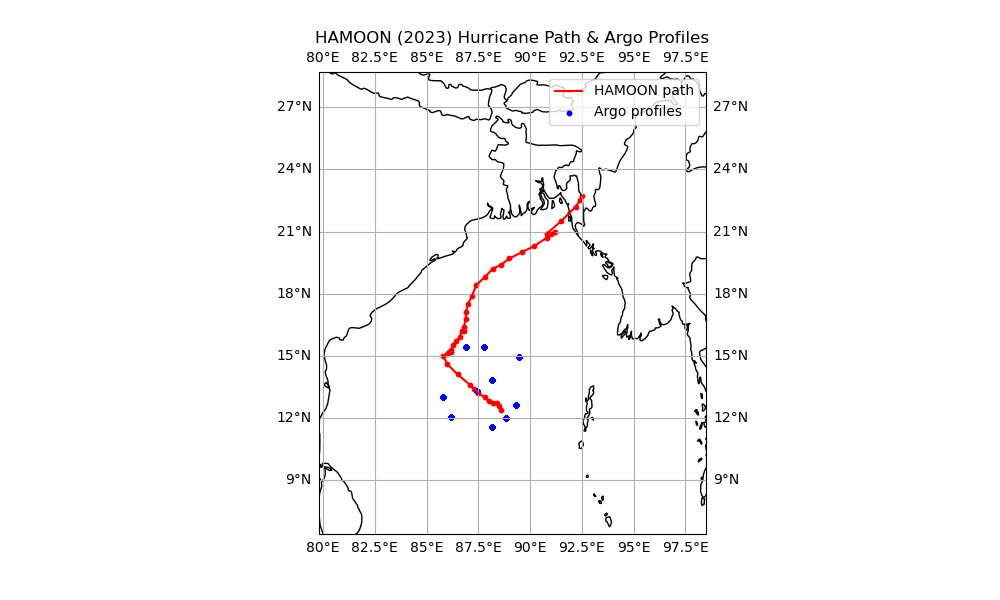 HAMOON (2023) Hurricane Path & Argo Profiles
80°E 82.5°E 85°E 87.5°E 90°E 92.5°E 95°E 97.5°E
HAMOON path
Argo profiles
27°N 27°N
24°N 24°N
21°N 21°N
18°N 18°N
15°N 15°N
12°N 12°N
9°N 9°N
80°E 82.5°E 85°E 87.5°E 90°E 92.5°E 95°E 97.5°E